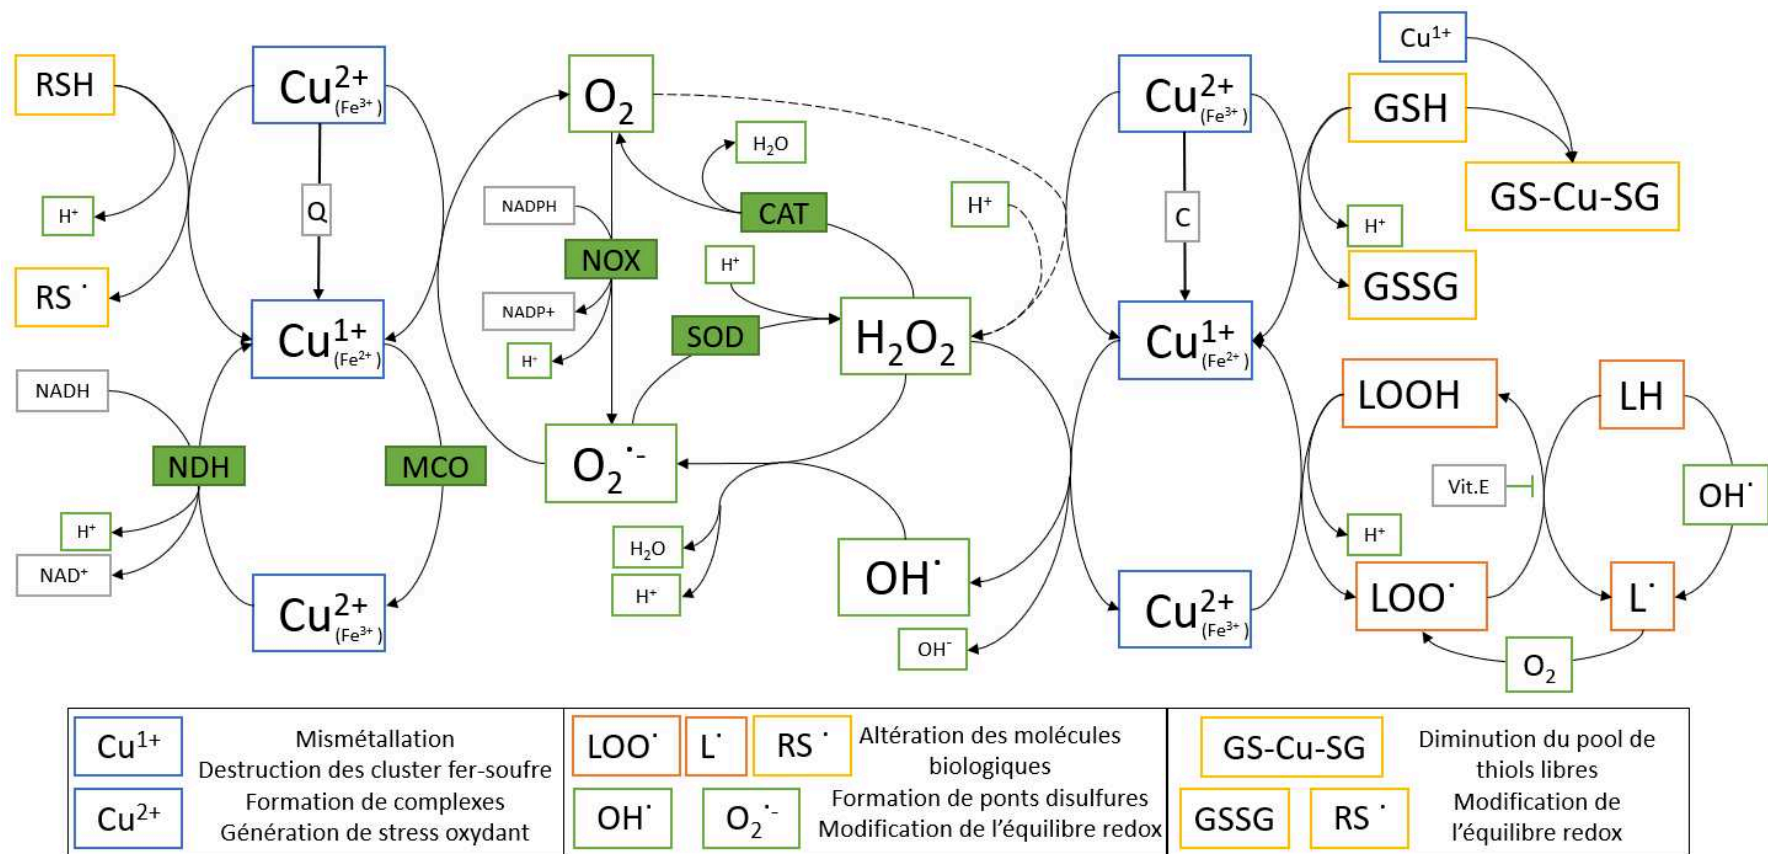 RSH
H⁺
RS˙
NADH
NDH
H⁺
NAD⁺
Cu²⁺
(Fe³⁺)
Q
Cu¹⁺
(Fe²⁺)
MCO
Cu²⁺
(Fe³⁺)
O₂
H₂O
NADPH
CAT
H⁺
NOX
H⁺
NADP+
SOD
H⁺
H₂O₂
O₂˙⁻
H₂O
H⁺
OH˙
OH⁻
Cu²⁺
(Fe³⁺)
C
Cu¹⁺
(Fe²⁺)
Cu²⁺
(Fe³⁺)
Cu¹⁺
GSH
GS-Cu-SG
H⁺
GSSG
LOOH
LH
Vit.E
OH˙
H⁺
LOO˙
L˙
O₂
Cu¹⁺
Cu²⁺
Mismétallation
Destruction des cluster fer-soufre
Formation de complexes
Génération de stress oxydant
LOO˙ L˙ RS˙
OH˙ O₂˙⁻
Altération des molécules
biologiques
Formation de ponts disulfures
Modification de l’équilibre redox
GS-Cu-SG
GSSG RS˙
Diminution du pool de
thiols libres
Modification de
l’équilibre redox